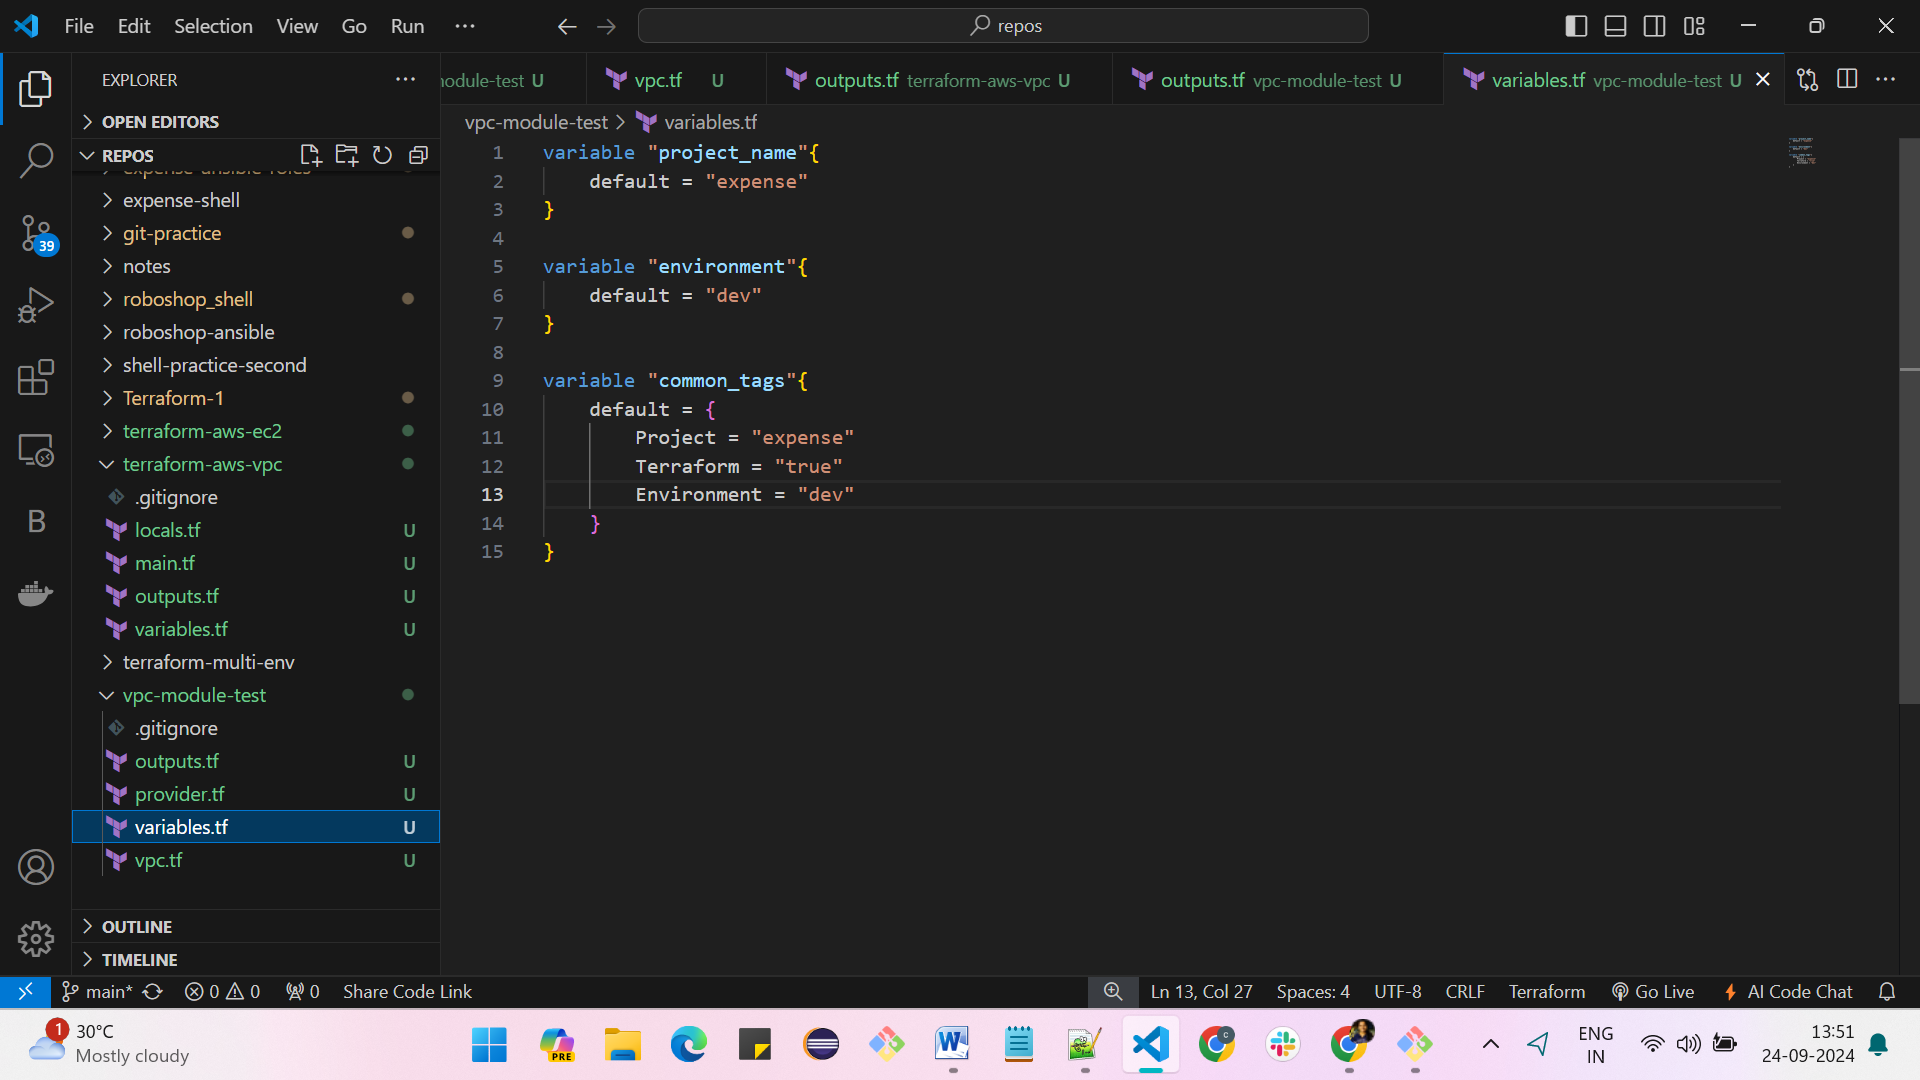 File Edit Selection View Go Run ···
repos
EXPLORER ···
OPEN EDITORS
REPOS
expense-ansible-roles
expense-shell
git-practice
notes
roboshop_shell
roboshop-ansible
shell-practice-second
Terraform-1
terraform-aws-ec2
terraform-aws-vpc
.gitignore
locals.tf U
main.tf U
outputs.tf U
variables.tf U
terraform-multi-env
vpc-module-test
.gitignore
outputs.tf U
provider.tf U
variables.tf U
vpc.tf U
OUTLINE
TIMELINE
39
B
module-test U
vpc.tf U
outputs.tf terraform-aws-vpc U
outputs.tf vpc-module-test U
variables.tf vpc-module-test U
vpc-module-test > variables.tf
1 variable "project_name"{
2 default = "expense"
3 }
4
5 variable "environment"{
6 default = "dev"
7 }
8
9 variable "common_tags"{
10 default = {
11 Project = "expense"
12 Terraform = "true"
13 Environment = "dev"
14 }
15 }
main* 0 0 0 Share Code Link
Ln 13, Col 27 Spaces: 4 UTF-8 CRLF Terraform Go Live AI Code Chat
1
30°C
Mostly cloudy
PRE
W
C
ENG
IN
13:51
24-09-2024